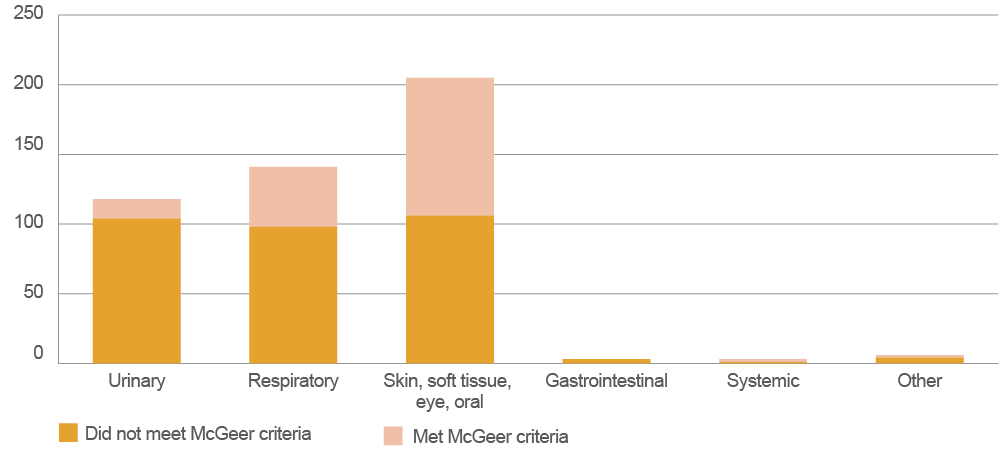 250
200
150
100
50
0
Urinary
Respiratory
Skin, soft tissue,
eye, oral
Gastrointestinal
Systemic
Other
Did not meet McGeer criteria
Met McGeer criteria